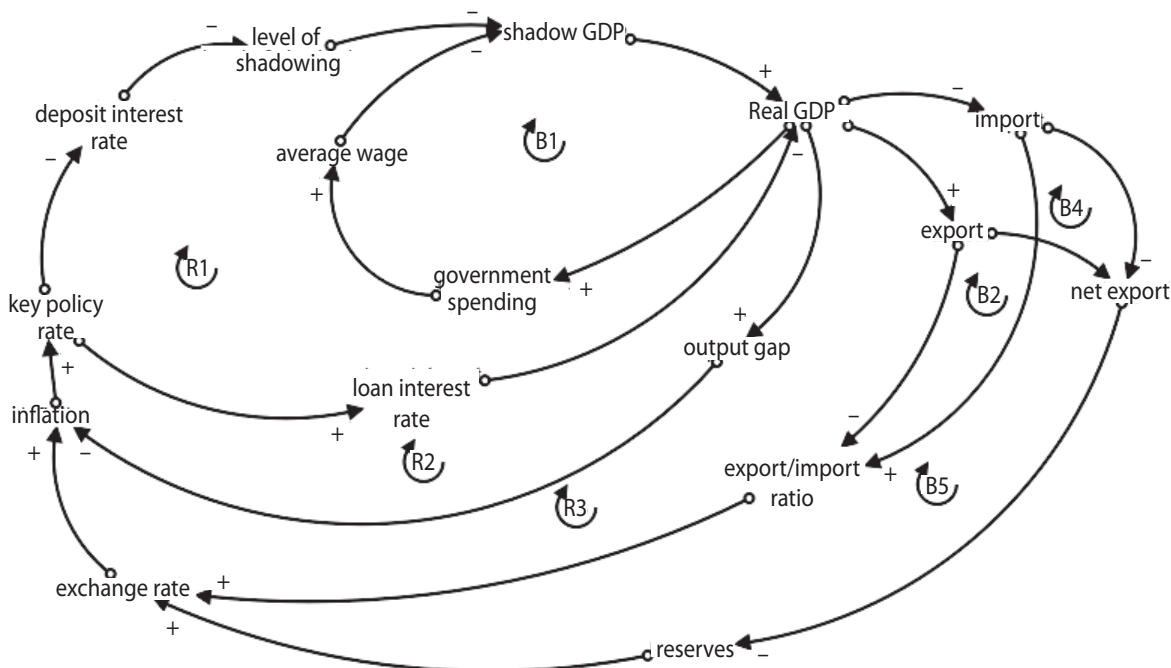 −
−
level of
shadowing
shadow GDP
−
+
deposit interest
rate
−
Real GDP
−
import
average wage
B1
−
+
+
B4
export
R1
government
spending
+
B2
−
net export
key policy
rate
+
output gap
+
loan interest
rate
+
inflation
+
−
R2
−
export/import
ratio
+
B5
R3
exchange rate
+
+
reserves
−